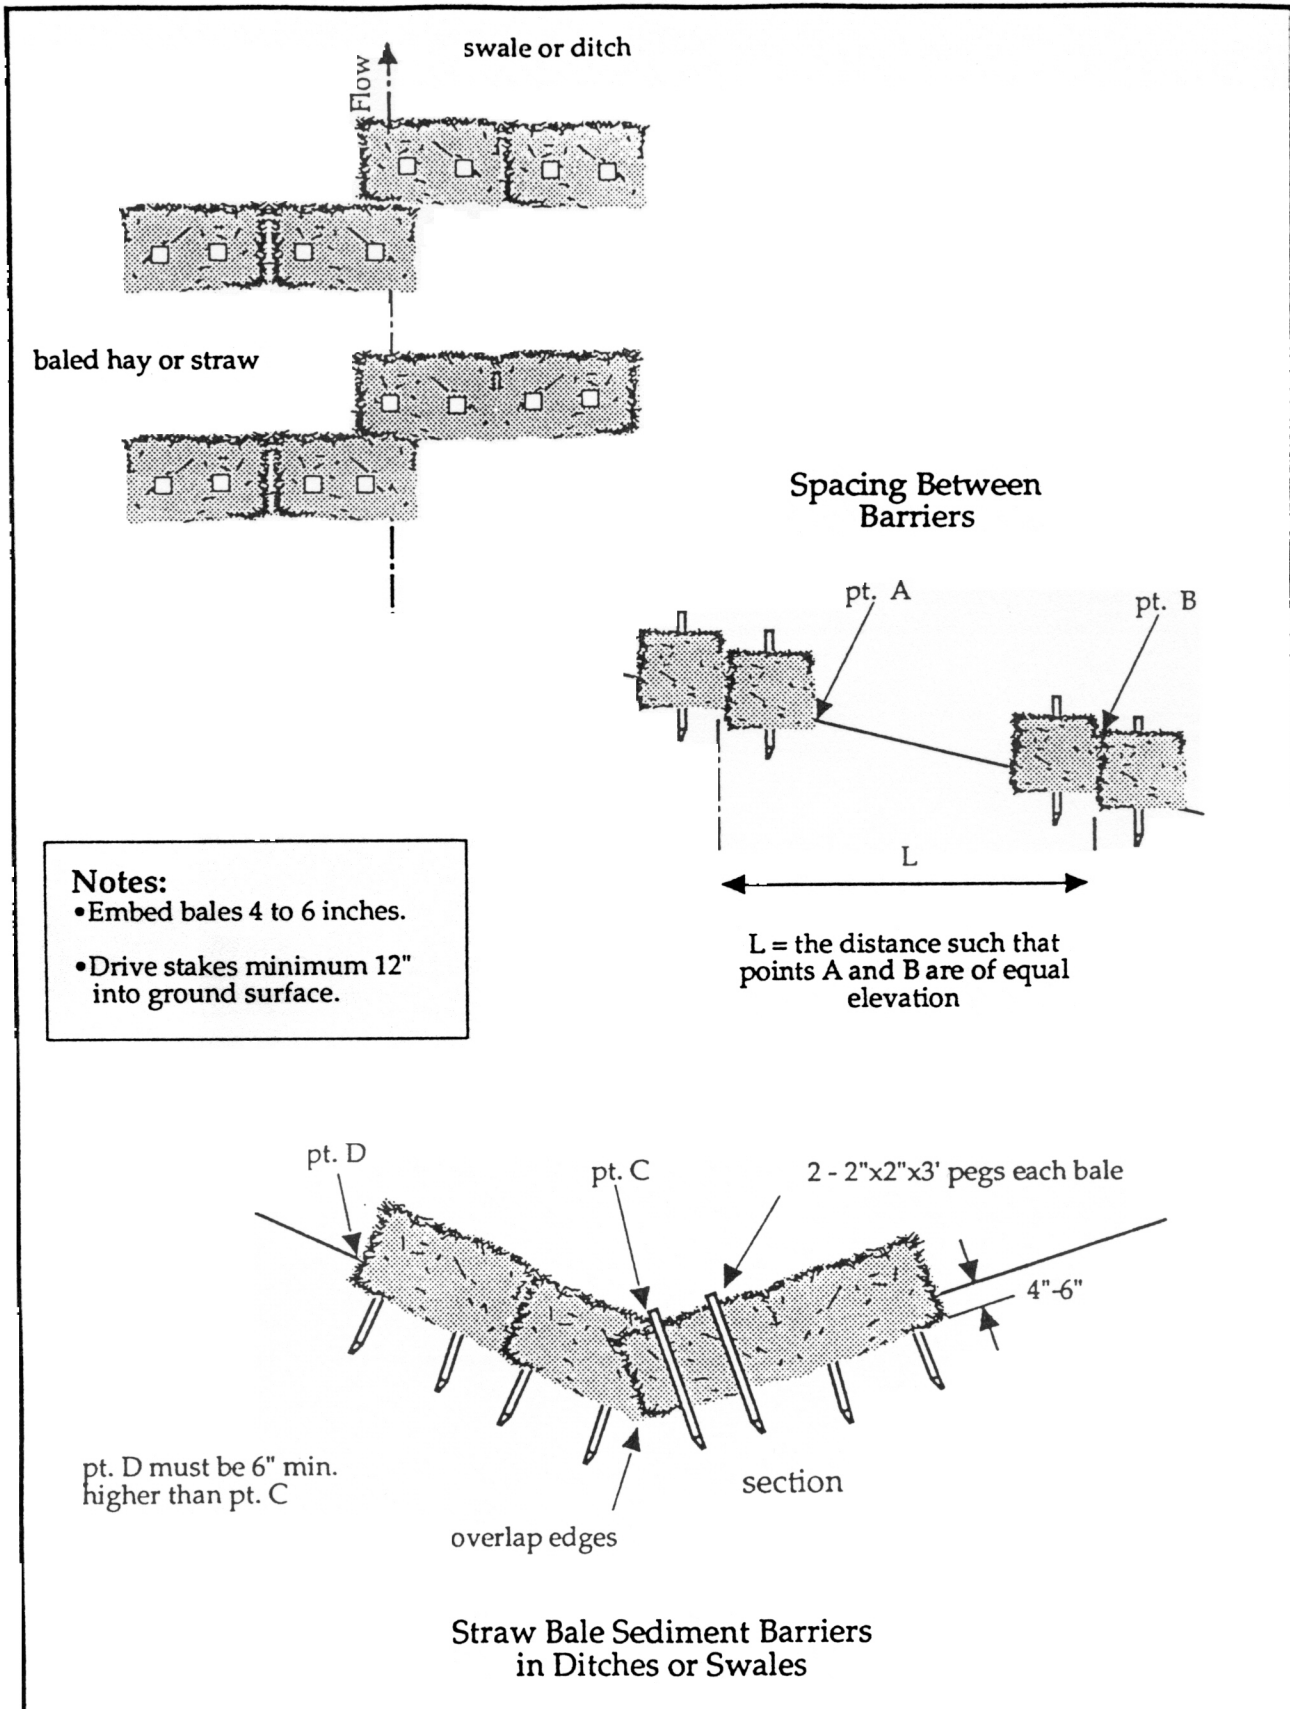 swale or ditch
Flow
baled hay or straw
Spacing Between
Barriers
pt. A
pt. B
L
L = the distance such that
points A and B are of equal
elevation
Notes:
•Embed bales 4 to 6 inches.
•Drive stakes minimum 12"
into ground surface.
pt. D
pt. C
2 - 2"x2"x3' pegs each bale
4"-6"
pt. D must be 6" min.
higher than pt. C
section
overlap edges
Straw Bale Sediment Barriers
in Ditches or Swales